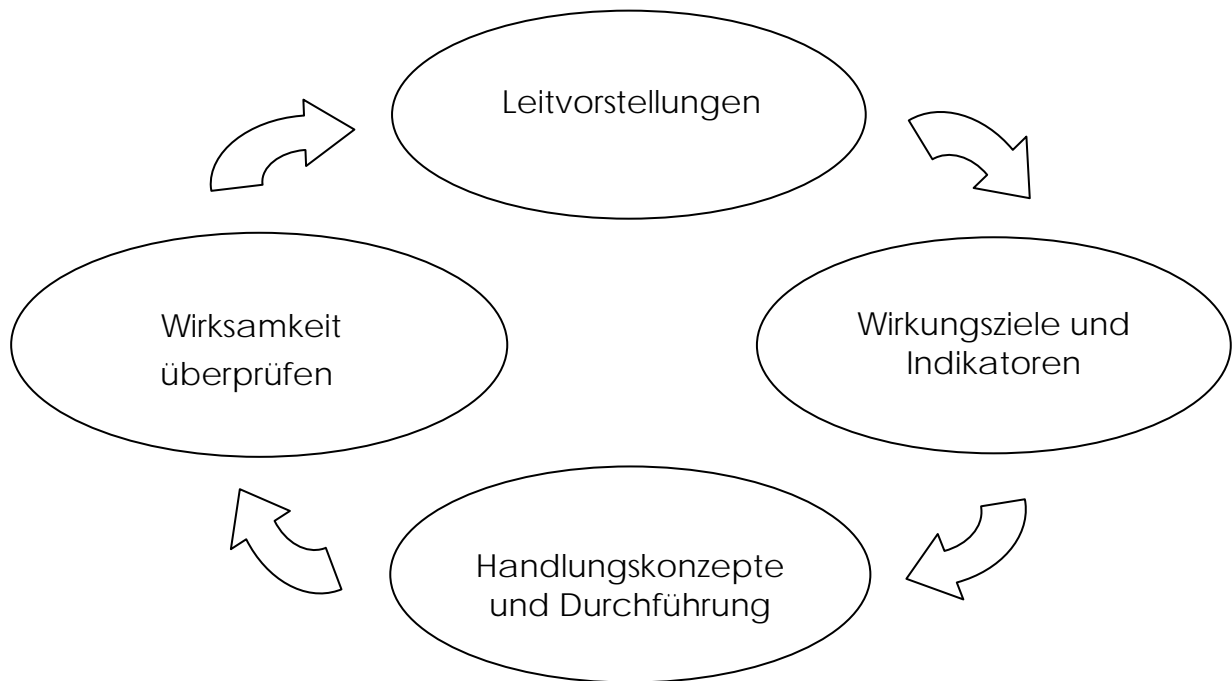 Leitvorstellungen
Wirkungsziele und
Indikatoren
Handlungskonzepte
und Durchführung
Wirksamkeit
überprüfen